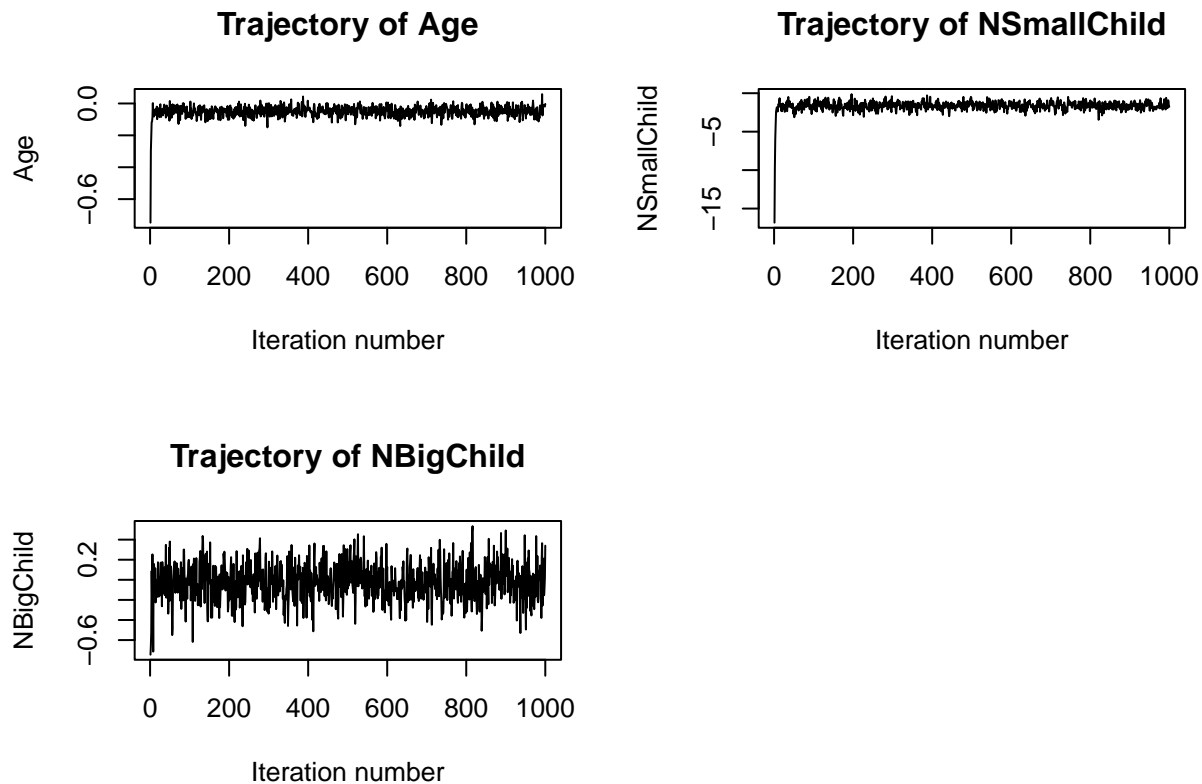 Trajectory of Age
Age
0.0
−0.6
0 200 400 600 800 1000
Iteration number
Trajectory of NSmallChild
NSmallChild
−5
−15
0 200 400 600 800 1000
Iteration number
Trajectory of NBigChild
NBigChild
0.2
−0.6
0 200 400 600 800 1000
Iteration number